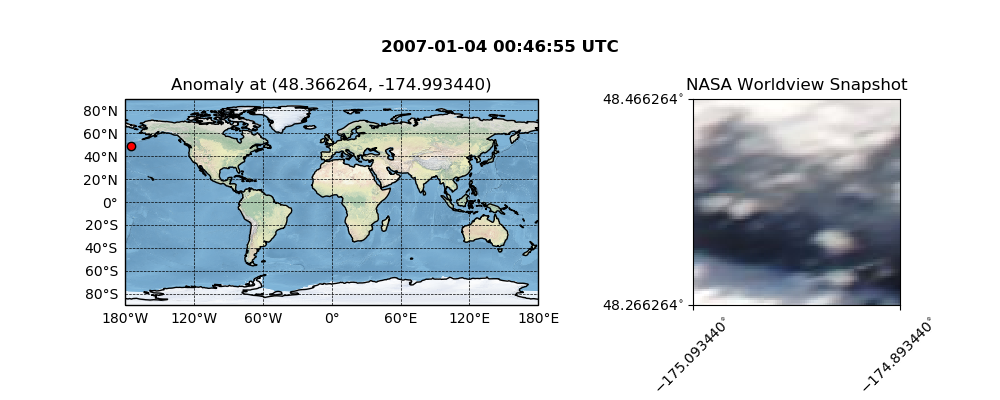 2007-01-04 00:46:55 UTC
Anomaly at (48.366264, -174.993440)
80°N
60°N
40°N
20°N
0°
20°S
40°S
60°S
80°S
180°W 120°W 60°W 0° 60°E 120°E 180°E
NASA Worldview Snapshot
48.466264°
48.266264°
−175.093440°
−174.893440°